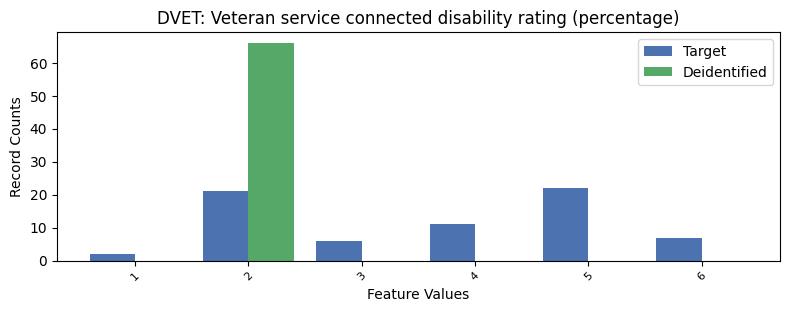 DVET: Veteran service connected disability rating (percentage)
Target
Deidentified
Record Counts
60
50
40
30
20
10
0
1 2 3 4 5 6
Feature Values